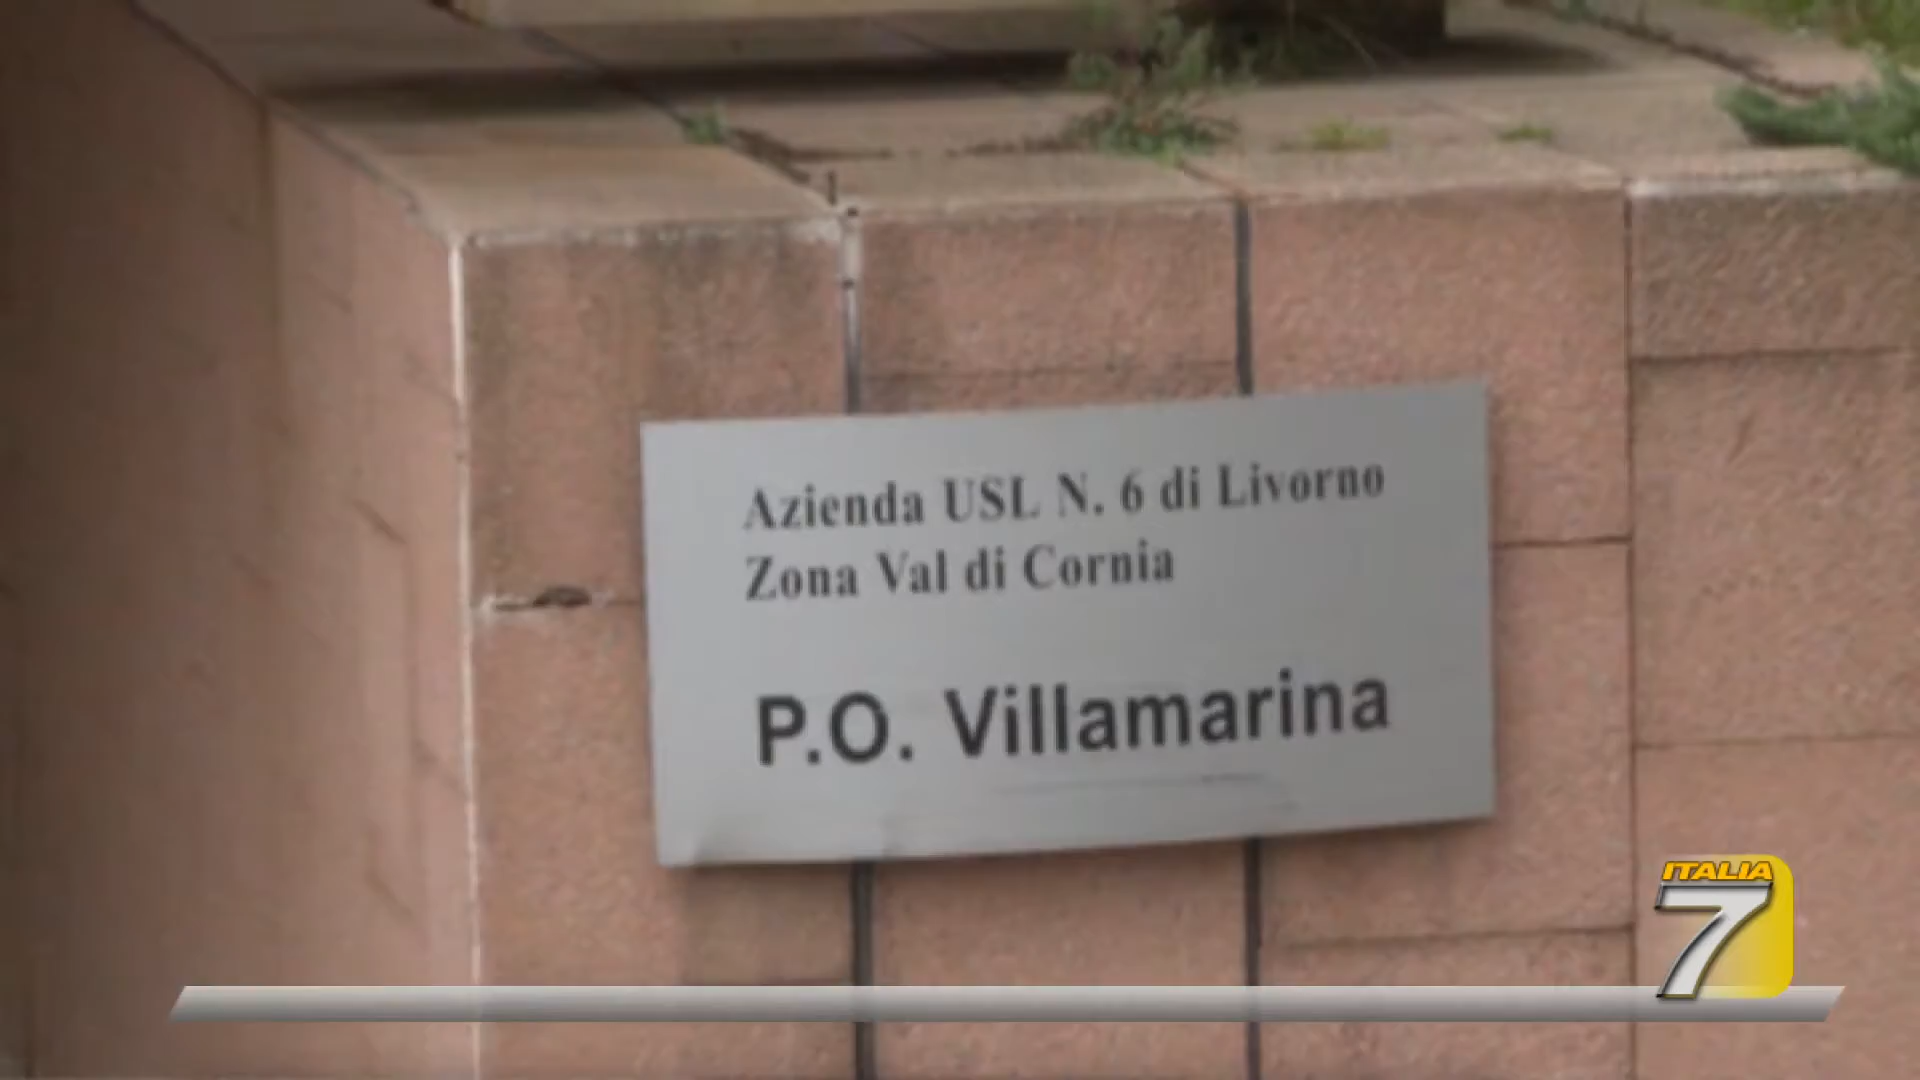 Azienda USL N. 6 di Livorno
Zona Val di Cornia
P.O. Villamarina
ITALIA
7